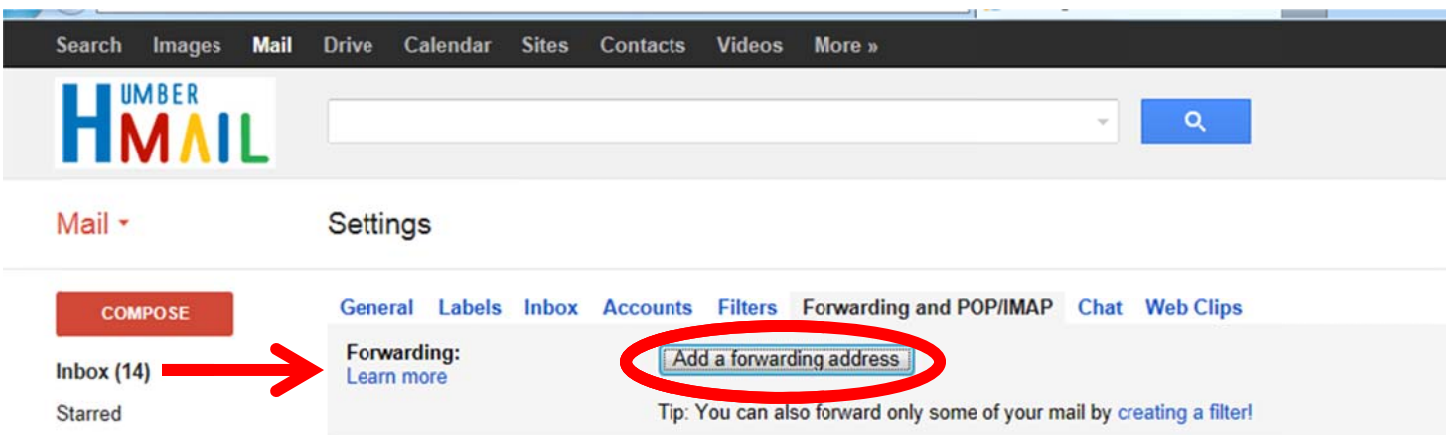 Search Images Mail Drive Calendar Sites Contacts Videos More »
HUMBER
MAIL
Mail Settings
COMPOSE General Labels Inbox Accounts Filters Forwarding and POP/IMAP Chat Web Clips
Forwarding: Add a forwarding address
Inbox (14) Learn more
Starred Tip: You can also forward only some of your mail by creating a filter!